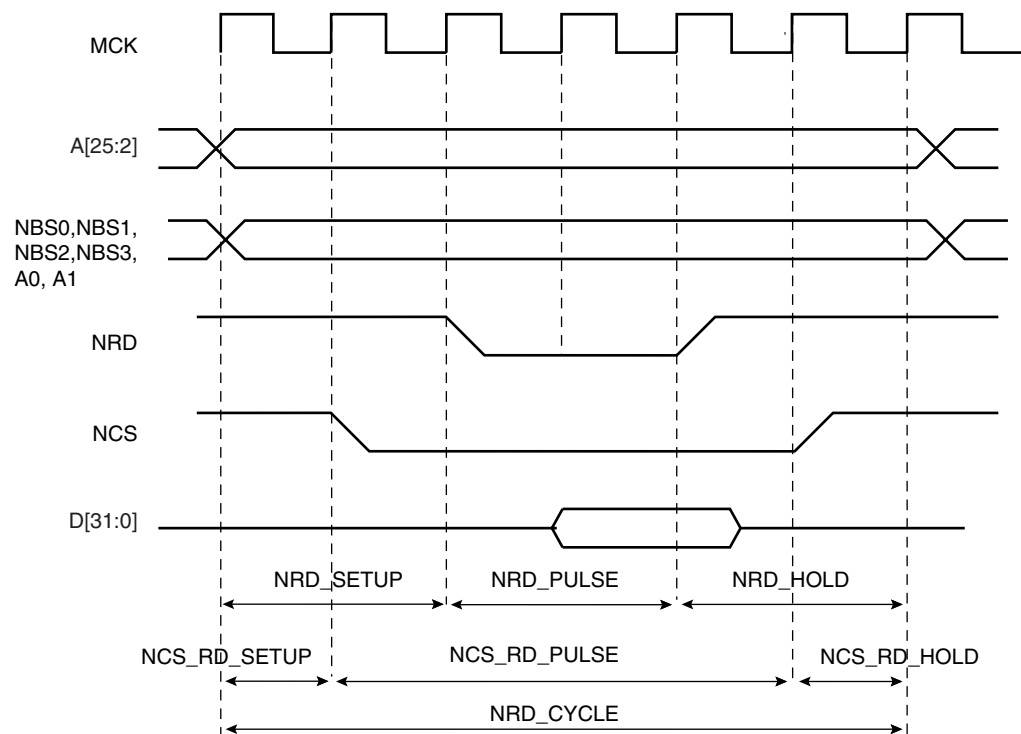 MCK
A[25:2]
NBS0,NBS1,
NBS2,NBS3,
A0, A1
NRD
NCS
D[31:0]
NRD_SETUP NRD_PULSE NRD_HOLD
NCS_RD_SETUP NCS_RD_PULSE NCS_RD_HOLD
NRD_CYCLE